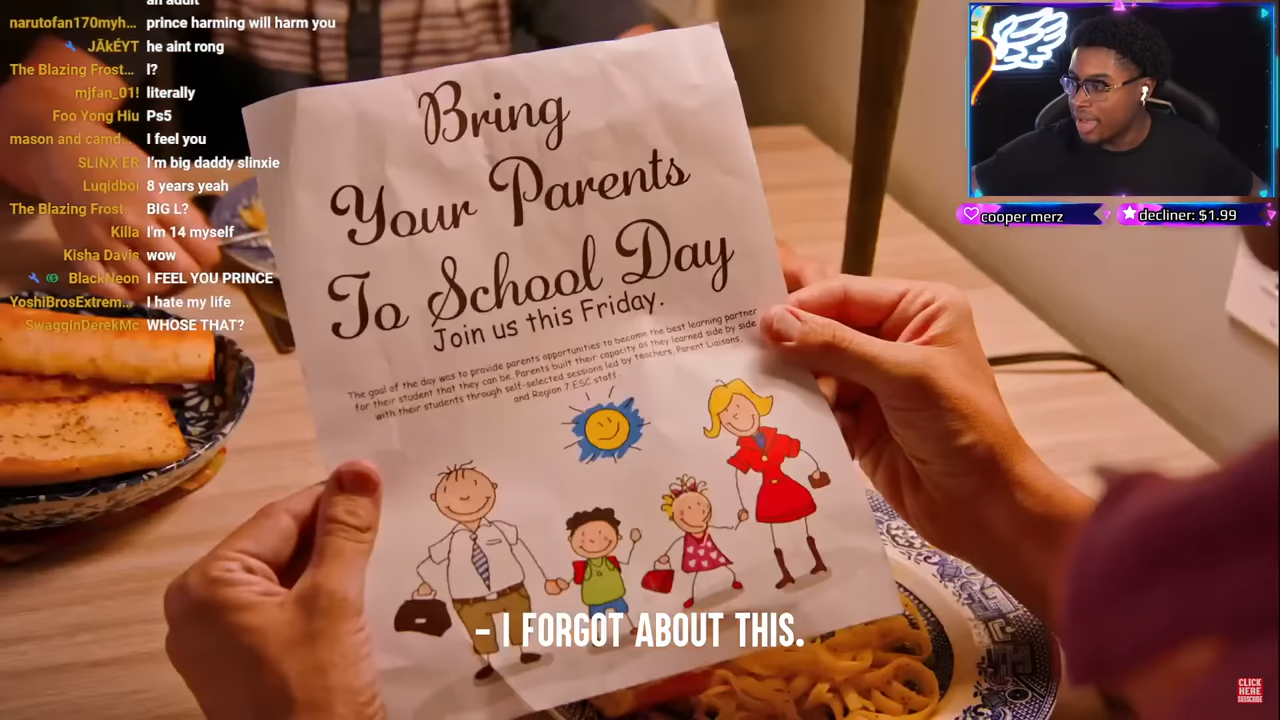 an adult
narutofan170myh... prince harming will harm you
JÂkÉYT he aint rong
The Blazing Frost... I?
mjfan_01! literally
Foo Yong Hiu Ps5
mason and camd... I feel you
SLINX ER I'm big daddy slinxie
Luqidboi 8 years yeah
The Blazing Frost... BIG L?
Killa I'm 14 myself
Kisha Davis wow
BlackNeon I FEEL YOU PRINCE
YoshiBrosExtrem... I hate my life
SwagginDerekMc WHOSE THAT?
cooper merz
decliner: $1.99
Bring
Your Parents
To School Day
Join us this Friday.
The goal of the day was to provide parents opportunities to become the best learning partner
for their student that they can be. Parents built their capacity as they learned side by side
with their students through self-selected sessions led by teachers, Parent Liaisons,
and Region 7 ESC staff
- I FORGOT ABOUT THIS.
CLICK
HERE
SUBSCRIBE